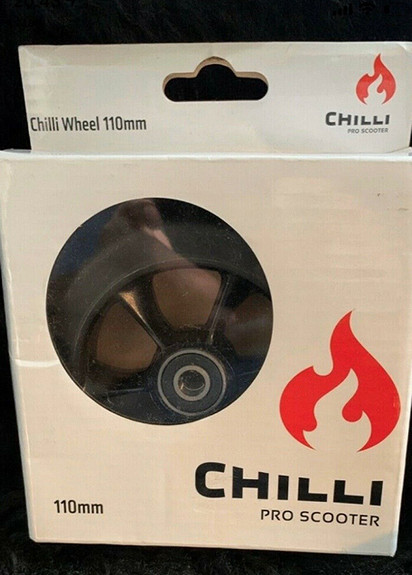 Chilli Wheel 110mm
CHILLI
PRO SCOOTER
CHILLI
PRO SCOOTER
110mm